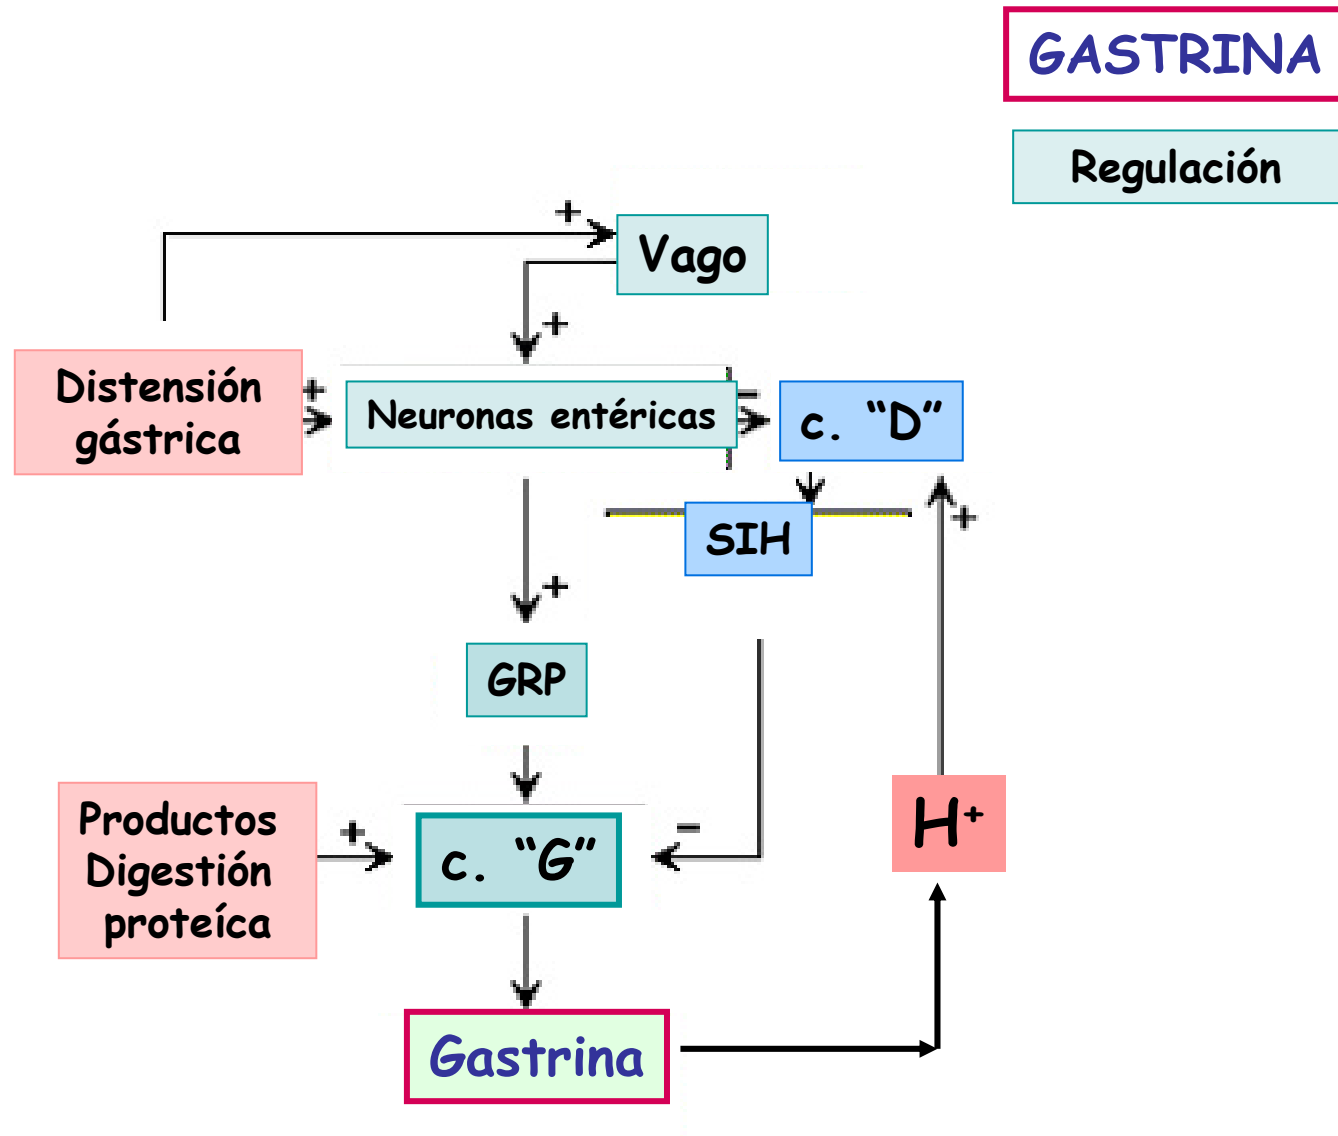 GASTRINA
Regulación
+
Vago
+
Distensión
gástrica
+
Neuronas entéricas
−
c. “D”
SIH
+
+
GRP
Productos
Digestión
proteíca
+
c. “G”
−
H+
Gastrina